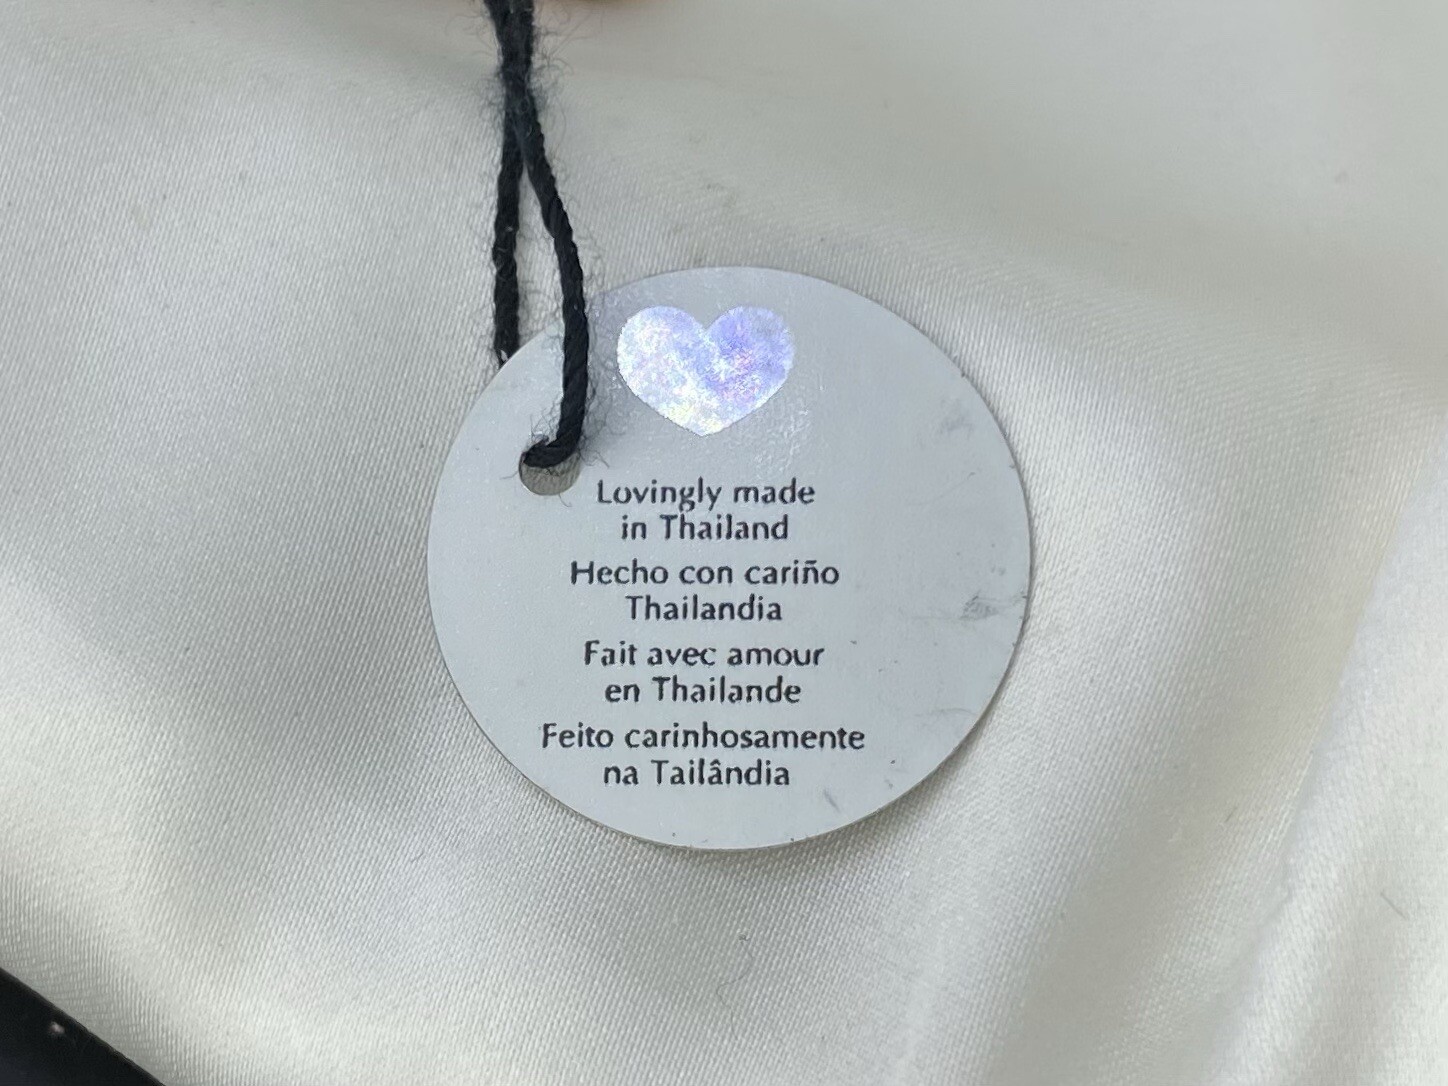 Lovingly made
in Thailand
Hecho con cariño
Thailandia
Fait avec amour
en Thailande
Feito carinhosamente
na Tailândia